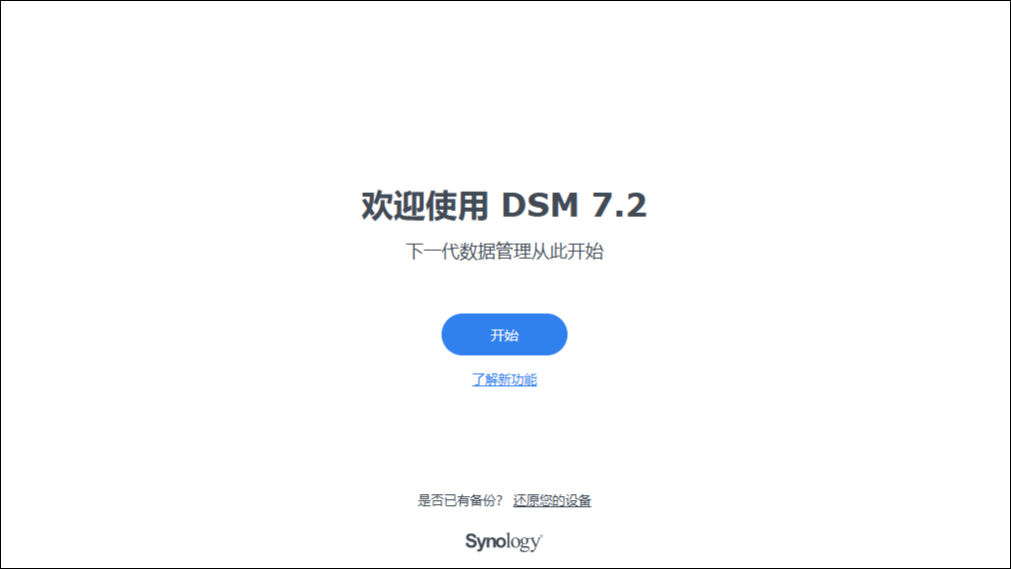 欢迎使用 DSM 7.2
下一代数据管理从此开始
开始
了解新功能
是否已有备份? 还原您的设备
Synology®